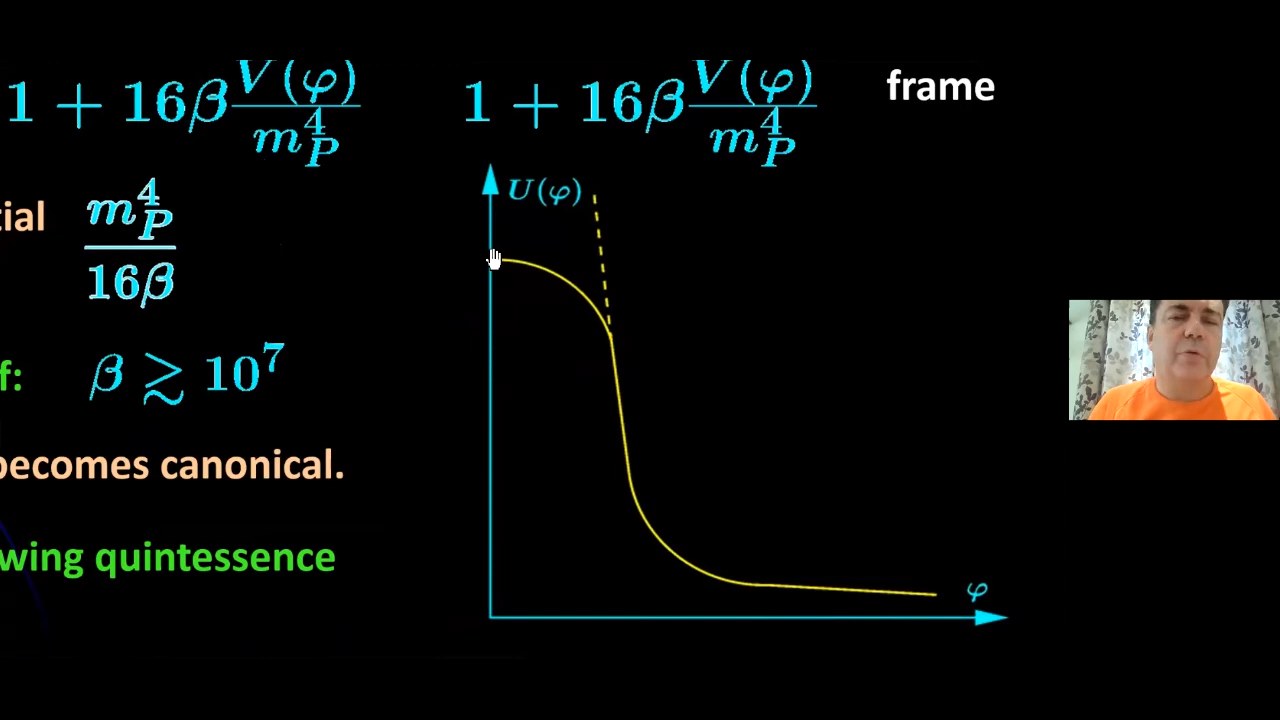 1 + 16β V(φ)/m_P^4
1 + 16β V(φ)/m_P^4
frame
tial m_P^4/16β
U(φ)
f: β ≳ 10^7
becomes canonical.
wing quintessence
φ